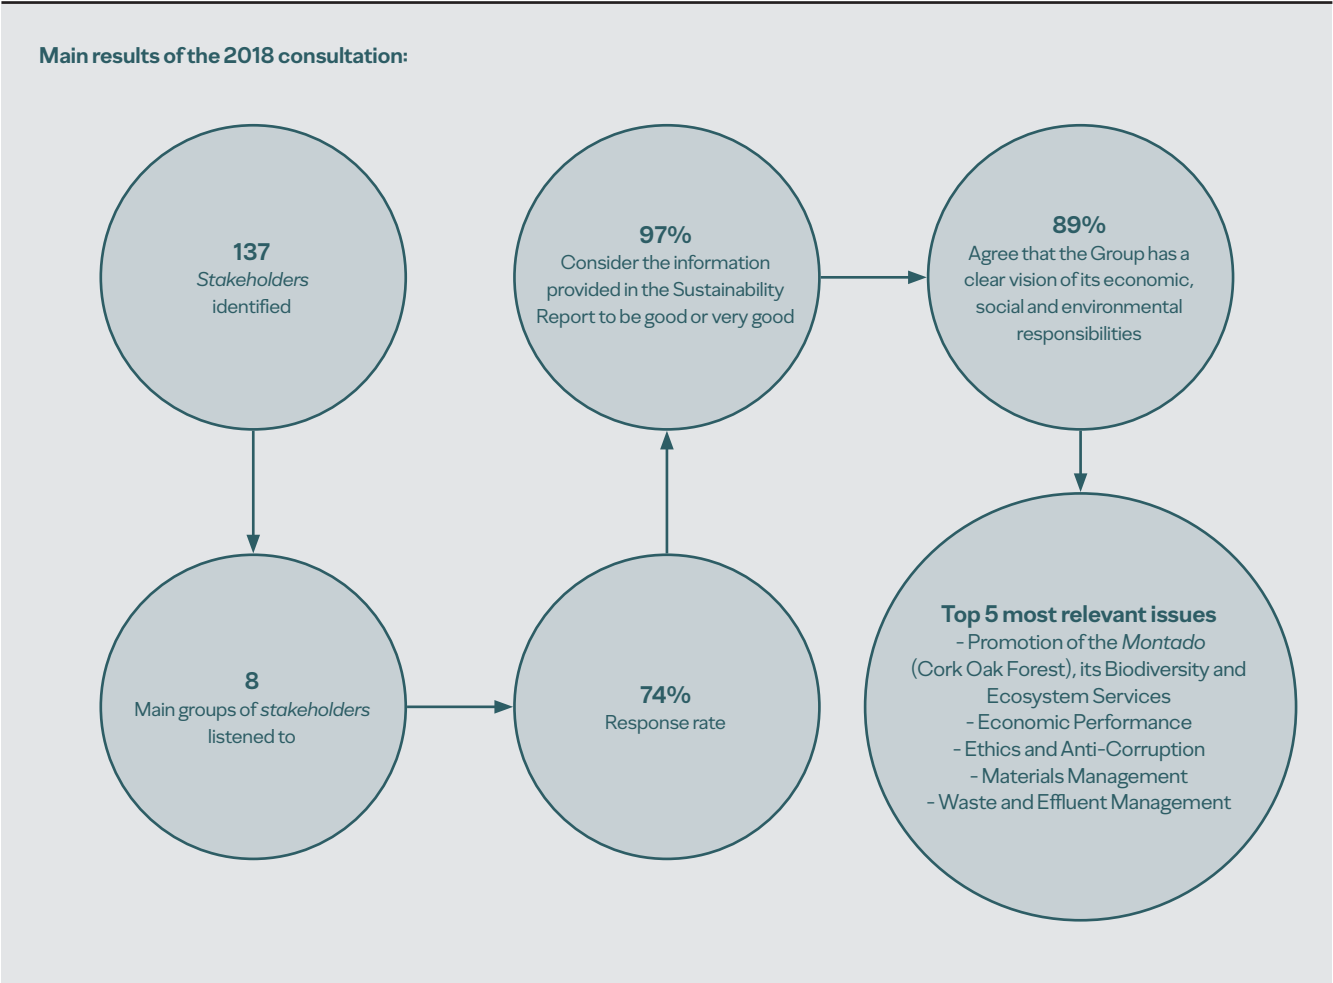 Main results of the 2018 consultation:
137
Stakeholders
identified
8
Main groups of stakeholders
listened to
74%
Response rate
97%
Consider the information
provided in the Sustainability
Report to be good or very good
89%
Agree that the Group has a
clear vision of its economic,
social and environmental
responsibilities
Top 5 most relevant issues
- Promotion of the Montado
(Cork Oak Forest), its Biodiversity and
Ecosystem Services
- Economic Performance
- Ethics and Anti-Corruption
- Materials Management
- Waste and Effluent Management